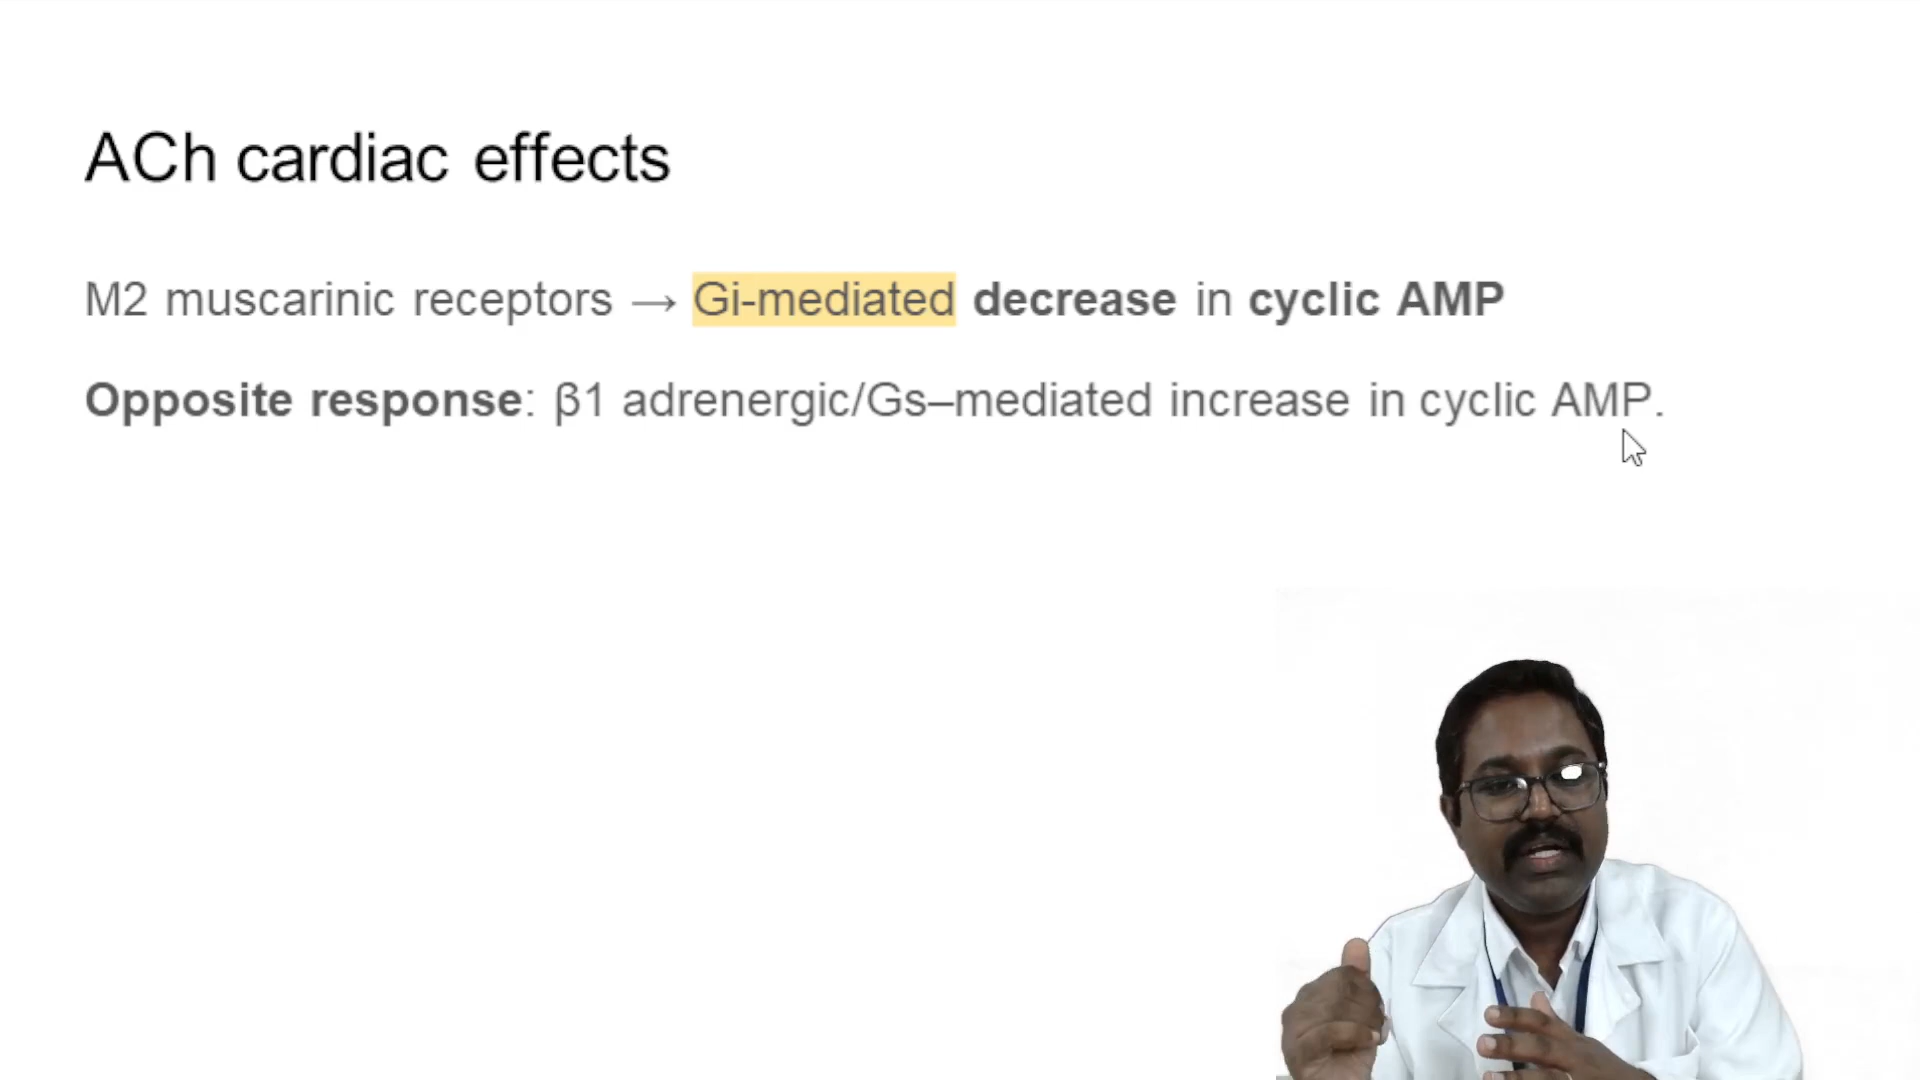 ACh cardiac effects
M2 muscarinic receptors → Gi-mediated decrease in cyclic AMP
Opposite response: β1 adrenergic/Gs–mediated increase in cyclic AMP.